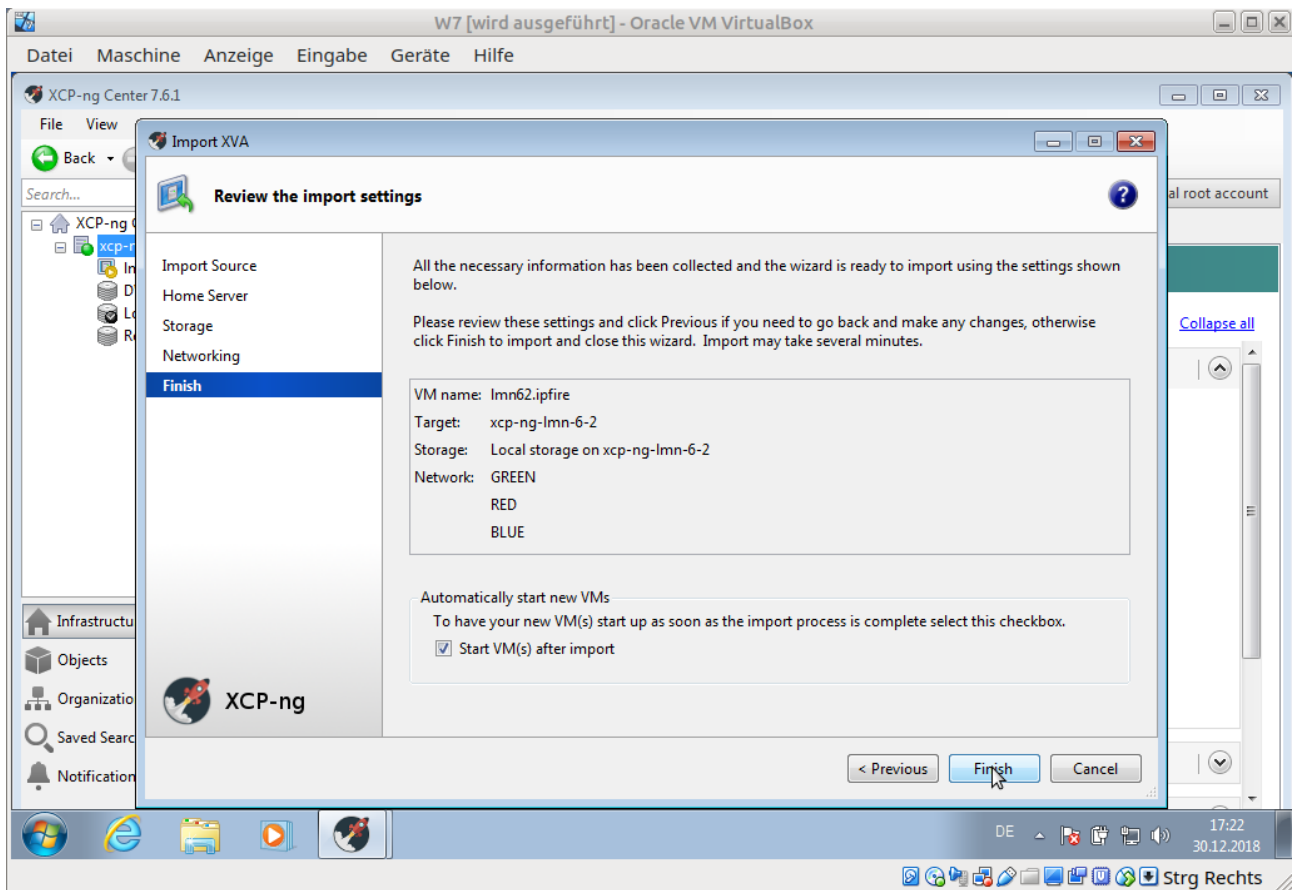 W7 [wird ausgeführt] - Oracle VM VirtualBox
Datei Maschine Anzeige Eingabe Geräte Hilfe
XCP-ng Center 7.6.1
File View
Import XVA
Back
Review the import settings
Search...
al root account
XCP-ng
xcp-
In
Lo
Import Source
Home Server
Storage
Networking
Finish
All the necessary information has been collected and the wizard is ready to import using the settings shown
below.
Please review these settings and click Previous if you need to go back and make any changes, otherwise
click Finish to import and close this wizard. Import may take several minutes.
Collapse all
VM name: lmn62.ipfire
Target: xcp-ng-lmn-6-2
Storage: Local storage on xcp-ng-lmn-6-2
Network: GREEN
RED
BLUE
Automatically start new VMs
To have your new VM(s) start up as soon as the import process is complete select this checkbox.
Start VM(s) after import
Infrastructu
Objects
Organizatio
Saved Searc
Notification
XCP-ng
< Previous Finish Cancel
DE 17:22
30.12.2018
Strg Rechts